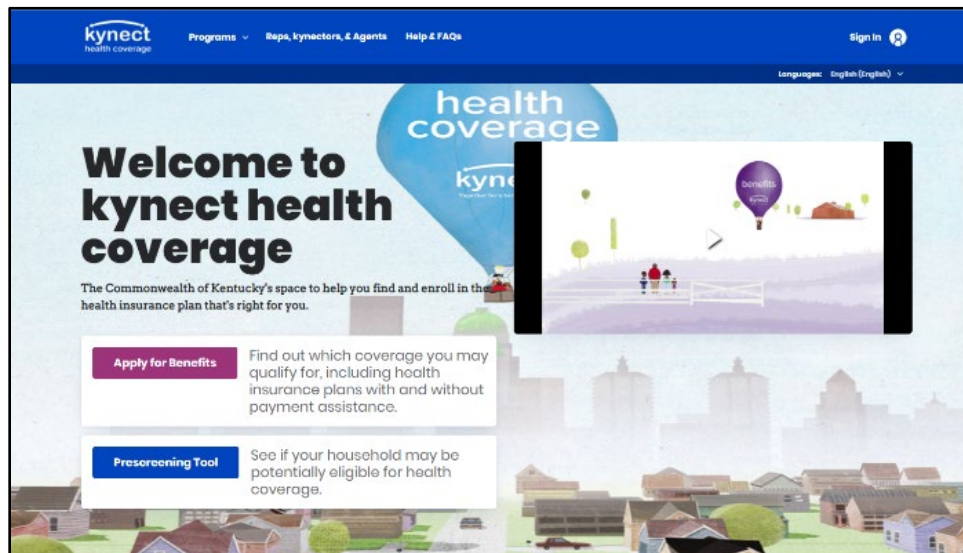 kynect
health coverage
Programs
Reps, kynectors, & Agents
Help & FAQs
Sign In
Languages: English (English)
health
coverage
kyne
Welcome to
kynect health
coverage
The Commonwealth of Kentucky's space to help you find and enroll in the
health insurance plan that's right for you.
benefits
kynect
Apply for Benefits
Find out which coverage you may
qualify for, including health
insurance plans with and without
payment assistance.
Prescreening Tool
See if your household may be
potentially eligible for health
coverage.